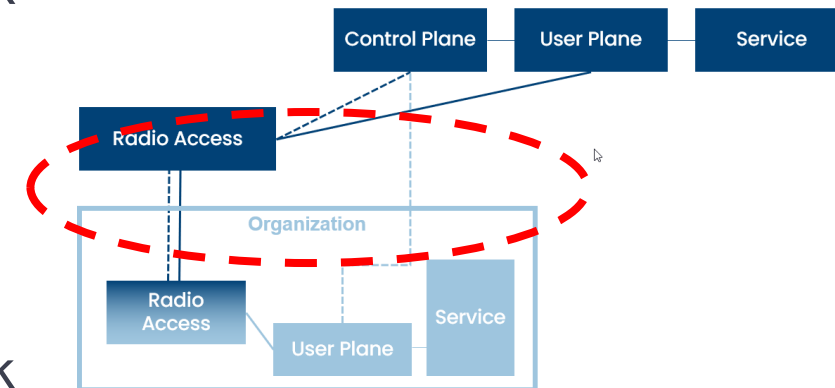 Control Plane
User Plane
Service
Radio Access
Organization
Radio
Access
Service
User Plane